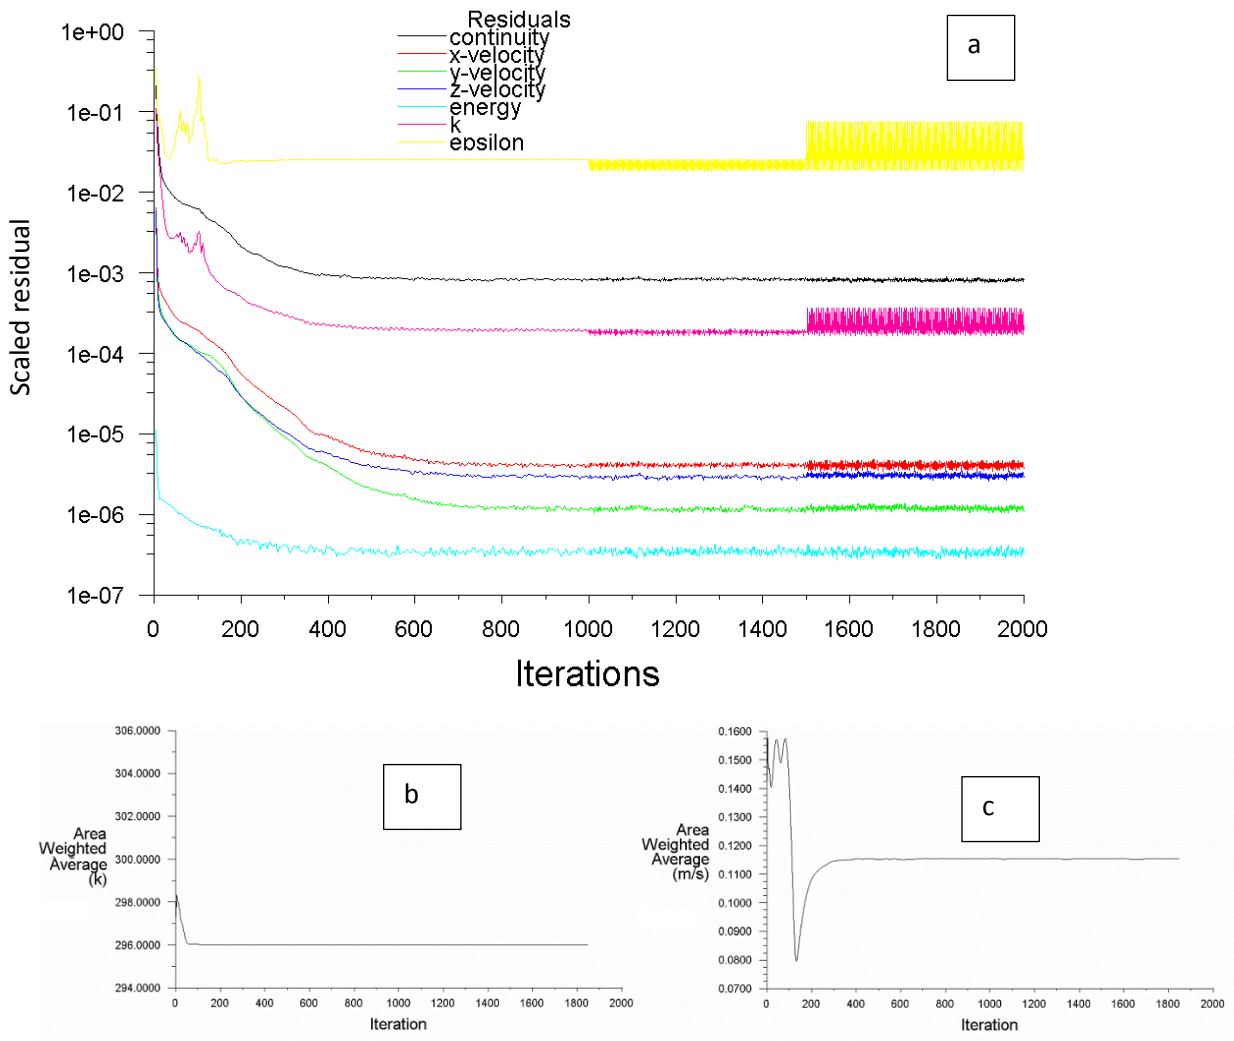 Residuals
continuity
x-velocity
y-velocity
z-velocity
energy
k
epsilon
a
1e+00
1e-01
1e-02
1e-03
1e-04
1e-05
1e-06
1e-07
Scaled residual
0 200 400 600 800 1000 1200 1400 1600 1800 2000
Iterations
306.0000
304.0000
302.0000
300.0000
298.0000
296.0000
294.0000
Area
Weighted
Average
(k)
b
0 200 400 600 800 1000 1200 1400 1600 1800 2000
Iteration
0.1600
0.1500
0.1400
0.1300
0.1200
0.1100
0.1000
0.0900
0.0800
0.0700
Area
Weighted
Average
(m/s)
c
0 200 400 600 800 1000 1200 1400 1600 1800 2000
Iteration